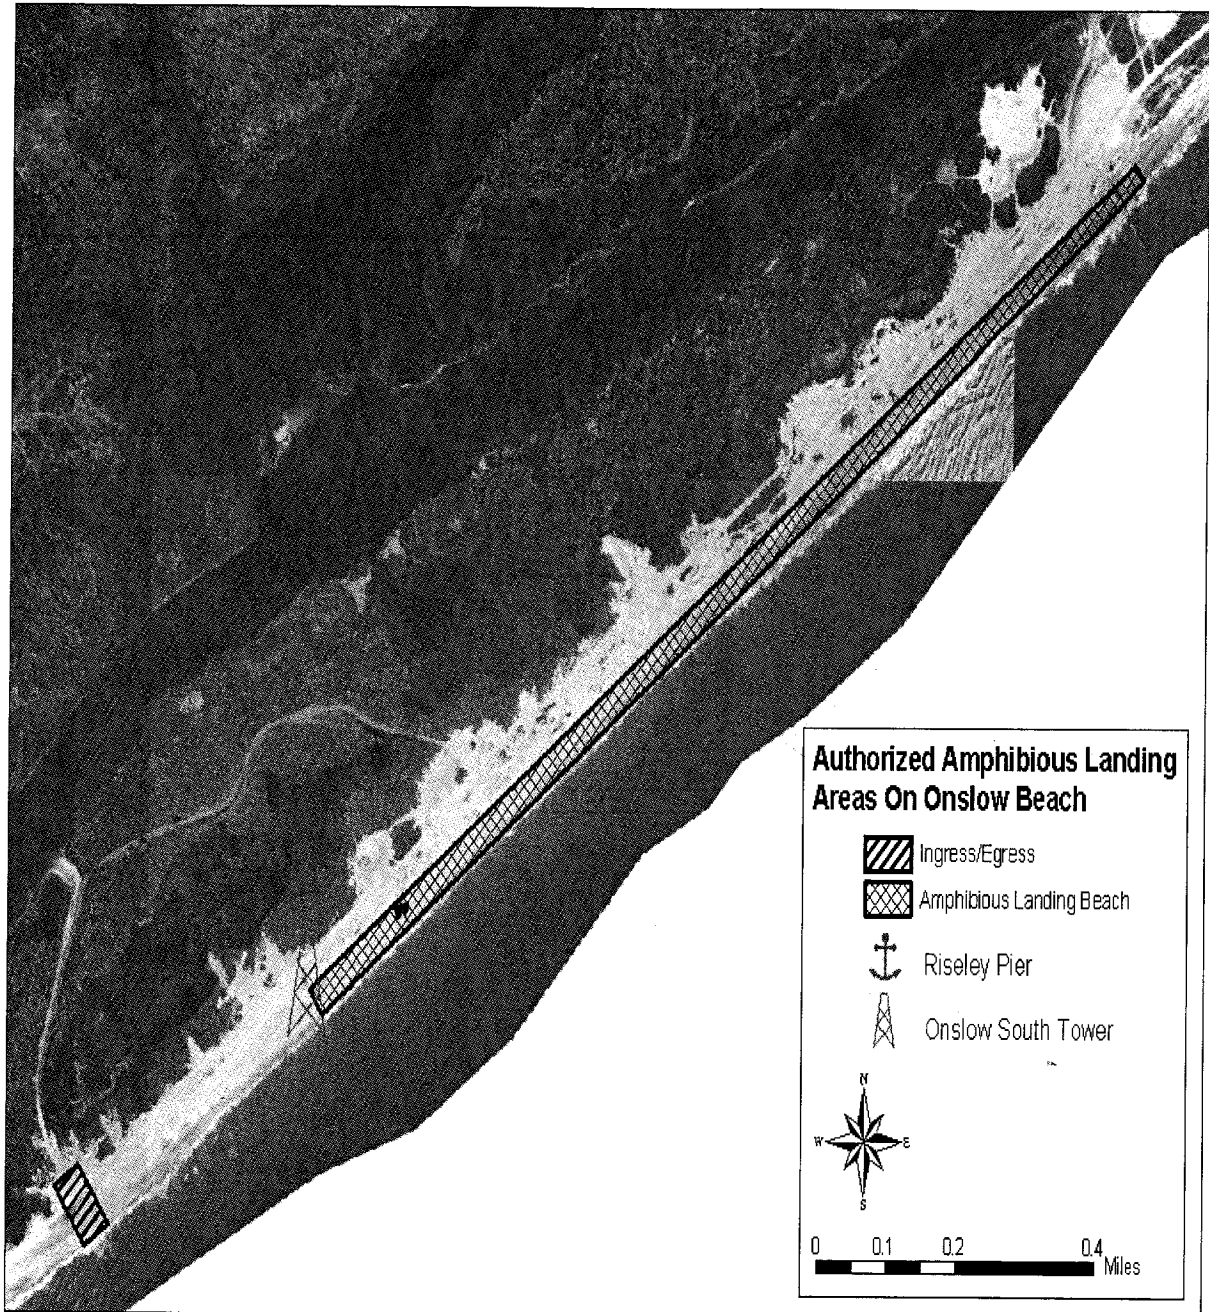 Authorized Amphibious Landing
Areas On Onslow Beach
Ingress/Egress
Amphibious Landing Beach
Riseley Pier
Onslow South Tower
N
W E
S
0 0.1 0.2 0.4
Miles